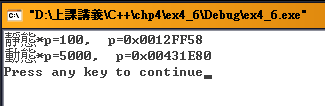 "D:\上課講義\C++\chp4\ex4_6\Debug\ex4_6.exe"
靜態*p=100,  p=0x0012FF58
動態*p=5000,  p=0x00431E80
Press any key to continue_